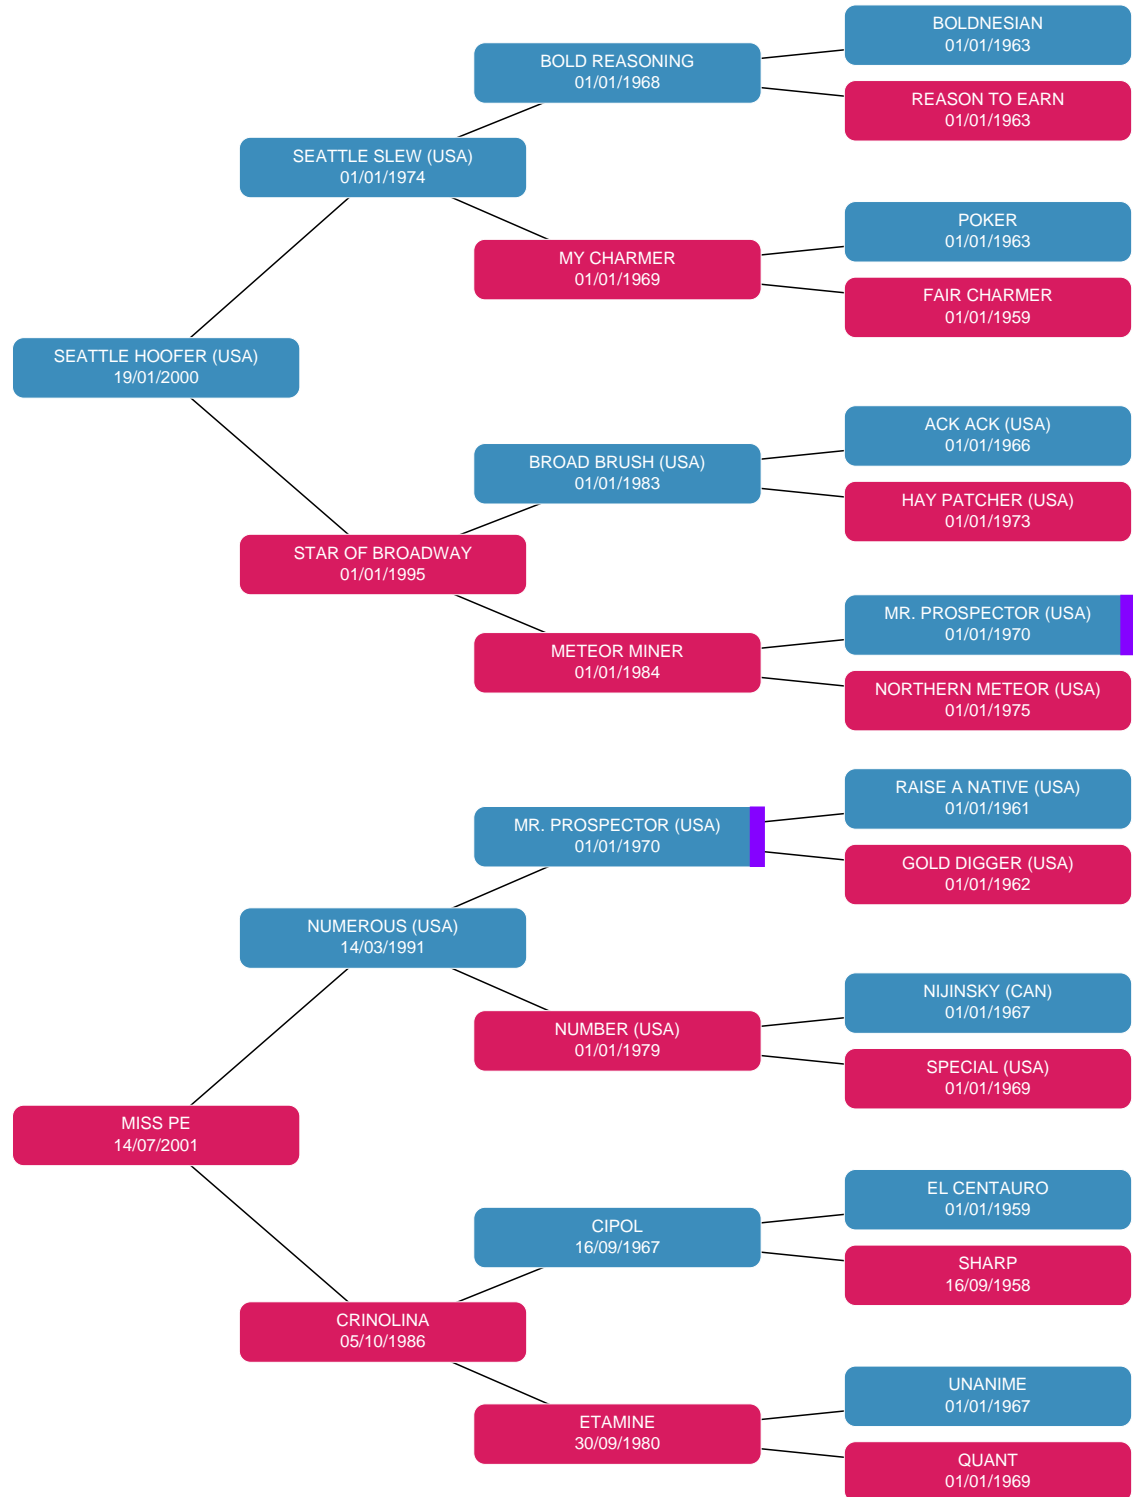 BOLDNESIAN
01/01/1963
BOLD REASONING
01/01/1968
REASON TO EARN
01/01/1963
SEATTLE SLEW (USA)
01/01/1974
POKER
01/01/1963
MY CHARMER
01/01/1969
FAIR CHARMER
01/01/1959
SEATTLE HOOFER (USA)
19/01/2000
ACK ACK (USA)
01/01/1966
BROAD BRUSH (USA)
01/01/1983
HAY PATCHER (USA)
01/01/1973
STAR OF BROADWAY
01/01/1995
MR. PROSPECTOR (USA)
01/01/1970
METEOR MINER
01/01/1984
NORTHERN METEOR (USA)
01/01/1975
RAISE A NATIVE (USA)
01/01/1961
MR. PROSPECTOR (USA)
01/01/1970
GOLD DIGGER (USA)
01/01/1962
NUMEROUS (USA)
14/03/1991
NIJINSKY (CAN)
01/01/1967
NUMBER (USA)
01/01/1979
SPECIAL (USA)
01/01/1969
MISS PE
14/07/2001
EL CENTAURO
01/01/1959
CIPOL
16/09/1967
SHARP
16/09/1958
CRINOLINA
05/10/1986
UNANIME
01/01/1967
ETAMINE
30/09/1980
QUANT
01/01/1969